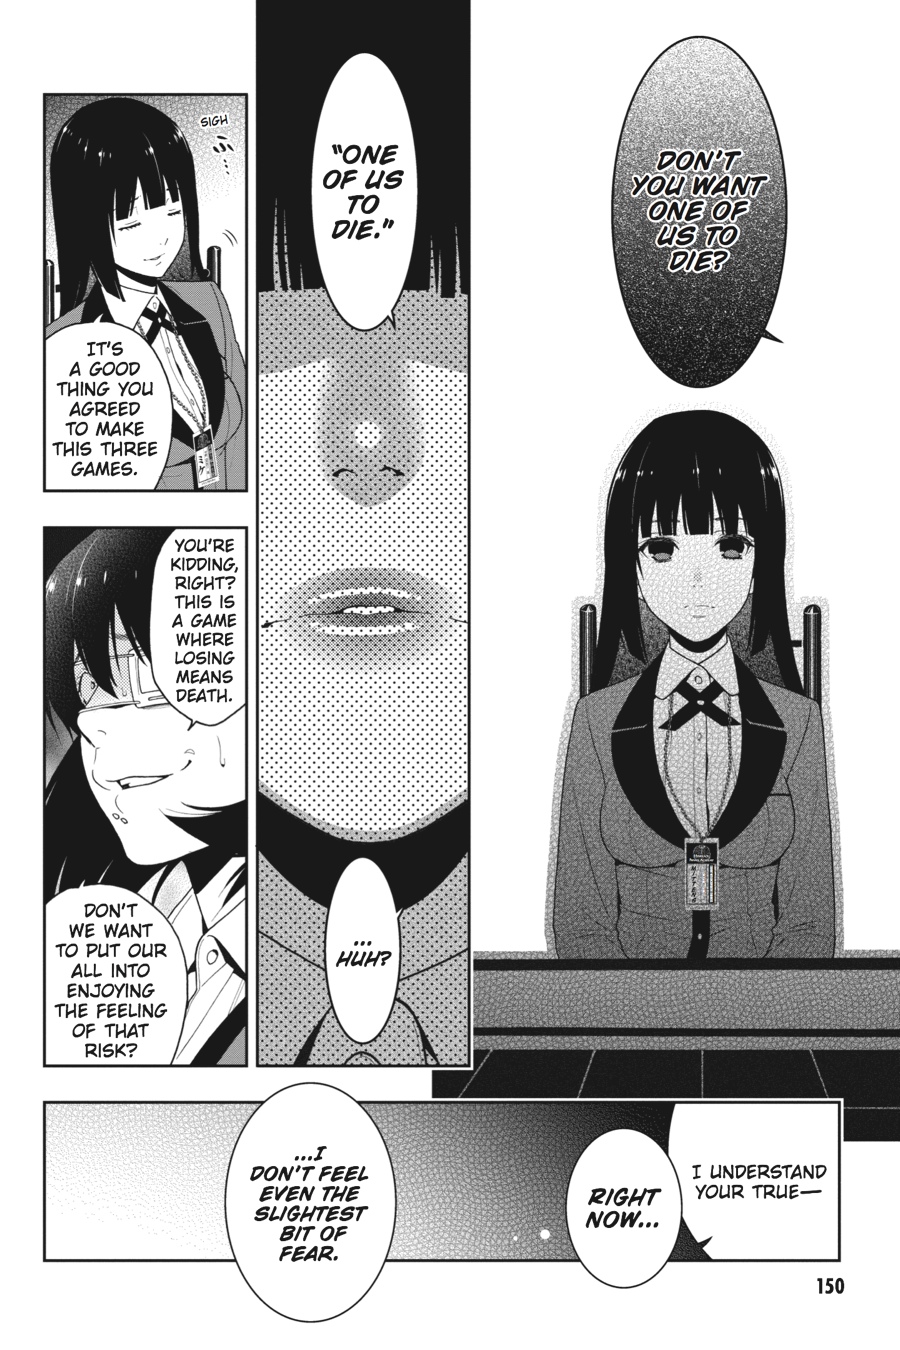 DON'T
YOU WANT
ONE OF
US TO
DIE?
"ONE
OF US
TO
DIE."
...
HUH?
SIGH
ふぅ…
IT'S
A GOOD
THING YOU
AGREED
TO MAKE
THIS THREE
GAMES.
YOU'RE
KIDDING,
RIGHT?
THIS IS
A GAME
WHERE
LOSING
MEANS
DEATH.
DON'T
WE WANT
TO PUT OUR
ALL INTO
ENJOYING
THE FEELING
OF THAT
RISK?
I UNDERSTAND
YOUR TRUE—
RIGHT
NOW...
...I
DON'T FEEL
EVEN THE
SLIGHTEST
BIT OF
FEAR.
150